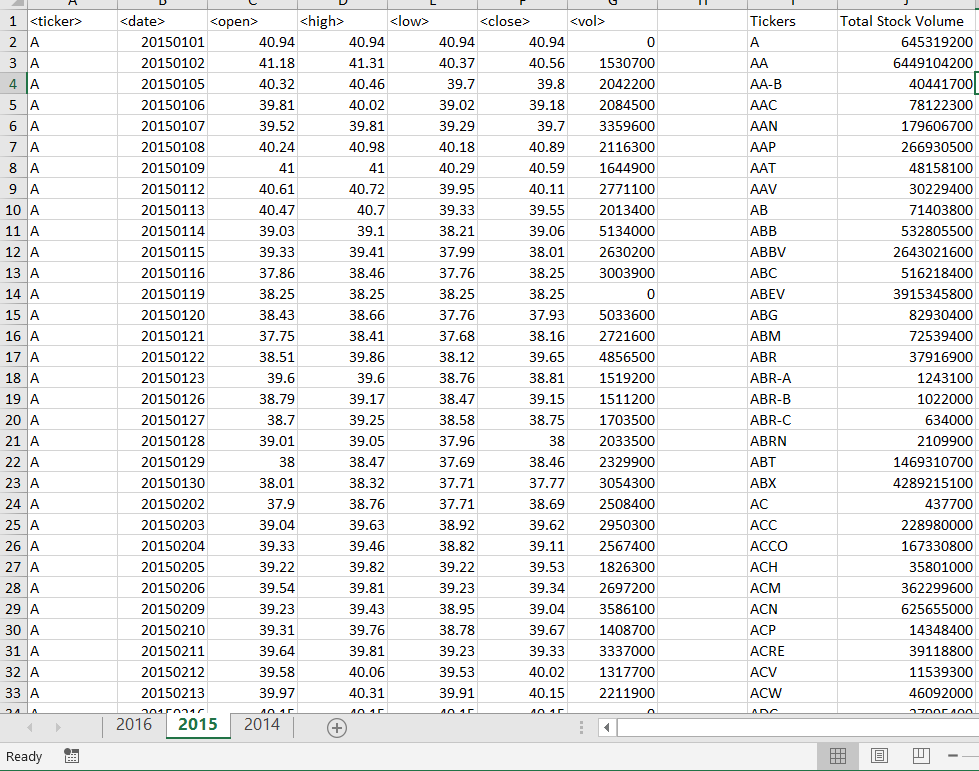 1 <ticker> <date> <open> <high> <low> <close> <vol> Tickers Total Stock Volume
2 A 20150101 40.94 40.94 40.94 40.94 0 A 645319200
3 A 20150102 41.18 41.31 40.37 40.56 1530700 AA 6449104200
4 A 20150105 40.32 40.46 39.7 39.8 2042200 AA-B 40441700
5 A 20150106 39.81 40.02 39.02 39.18 2084500 AAC 78122300
6 A 20150107 39.52 39.81 39.29 39.7 3359600 AAN 179606700
7 A 20150108 40.24 40.98 40.18 40.89 2116300 AAP 266930500
8 A 20150109 41 41 40.29 40.59 1644900 AAT 48158100
9 A 20150112 40.61 40.72 39.95 40.11 2771100 AAV 30229400
10 A 20150113 40.47 40.7 39.33 39.55 2013400 AB 71403800
11 A 20150114 39.03 39.1 38.21 39.06 5134000 ABB 532805500
12 A 20150115 39.33 39.41 37.99 38.01 2630200 ABBV 2643021600
13 A 20150116 37.86 38.46 37.76 38.25 3003900 ABC 516218400
14 A 20150119 38.25 38.25 38.25 38.25 0 ABEV 3915345800
15 A 20150120 38.43 38.66 37.76 37.93 5033600 ABG 82930400
16 A 20150121 37.75 38.41 37.68 38.16 2721600 ABM 72539400
17 A 20150122 38.51 39.86 38.12 39.65 4856500 ABR 37916900
18 A 20150123 39.6 39.6 38.76 38.81 1519200 ABR-A 1243100
19 A 20150126 38.79 39.17 38.47 39.15 1511200 ABR-B 1022000
20 A 20150127 38.7 39.25 38.58 38.75 1703500 ABR-C 634000
21 A 20150128 39.01 39.05 37.96 38 2033500 ABRN 2109900
22 A 20150129 38 38.47 37.69 38.46 2329900 ABT 1469310700
23 A 20150130 38.01 38.32 37.71 37.77 3054300 ABX 4289215100
24 A 20150202 37.9 38.76 37.71 38.69 2508400 AC 437700
25 A 20150203 39.04 39.63 38.92 39.62 2950300 ACC 228980000
26 A 20150204 39.33 39.46 38.82 39.11 2567400 ACCO 167330800
27 A 20150205 39.22 39.82 39.22 39.53 1826300 ACH 35801000
28 A 20150206 39.54 39.81 39.23 39.34 2697200 ACM 362299600
29 A 20150209 39.23 39.43 38.95 39.04 3586100 ACN 625655000
30 A 20150210 39.31 39.76 38.78 39.67 1408700 ACP 14348400
31 A 20150211 39.64 39.81 39.23 39.33 3337000 ACRE 39118800
32 A 20150212 39.58 40.06 39.53 40.02 1317700 ACV 11539300
33 A 20150213 39.97 40.31 39.91 40.15 2211900 ACW 46092000
2016 2015 2014
Ready